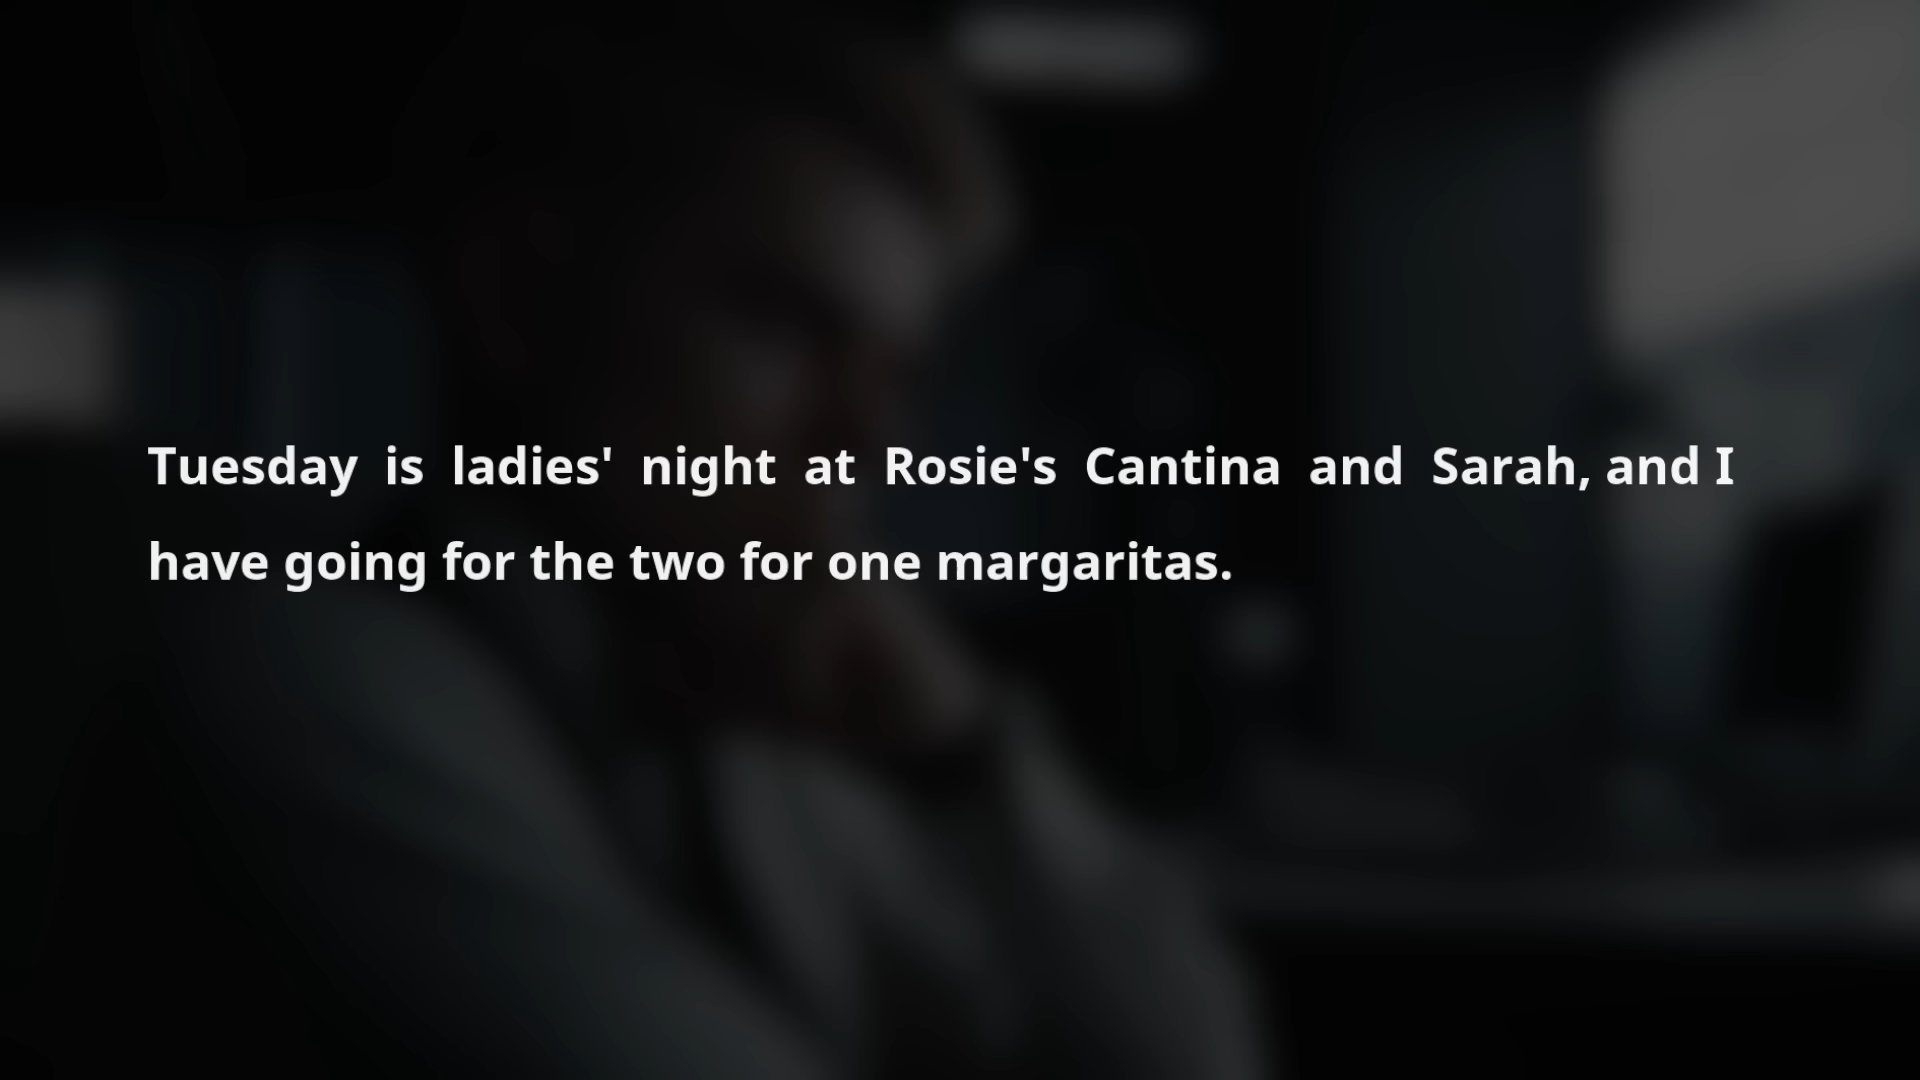 Tuesday is ladies' night at Rosie's Cantina and Sarah, and I
have going for the two for one margaritas.